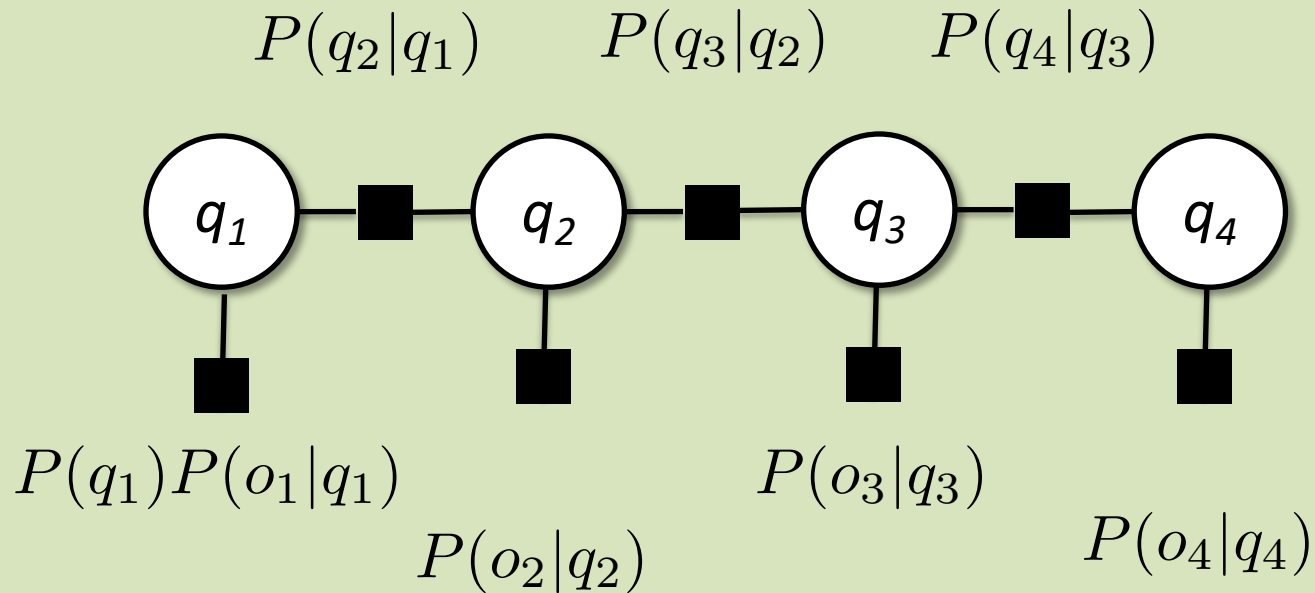 P(q₂|q₁) P(q₃|q₂) P(q₄|q₃)
q₁ q₂ q₃ q₄
P(q₁)P(o₁|q₁) P(o₃|q₃)
P(o₂|q₂) P(o₄|q₄)